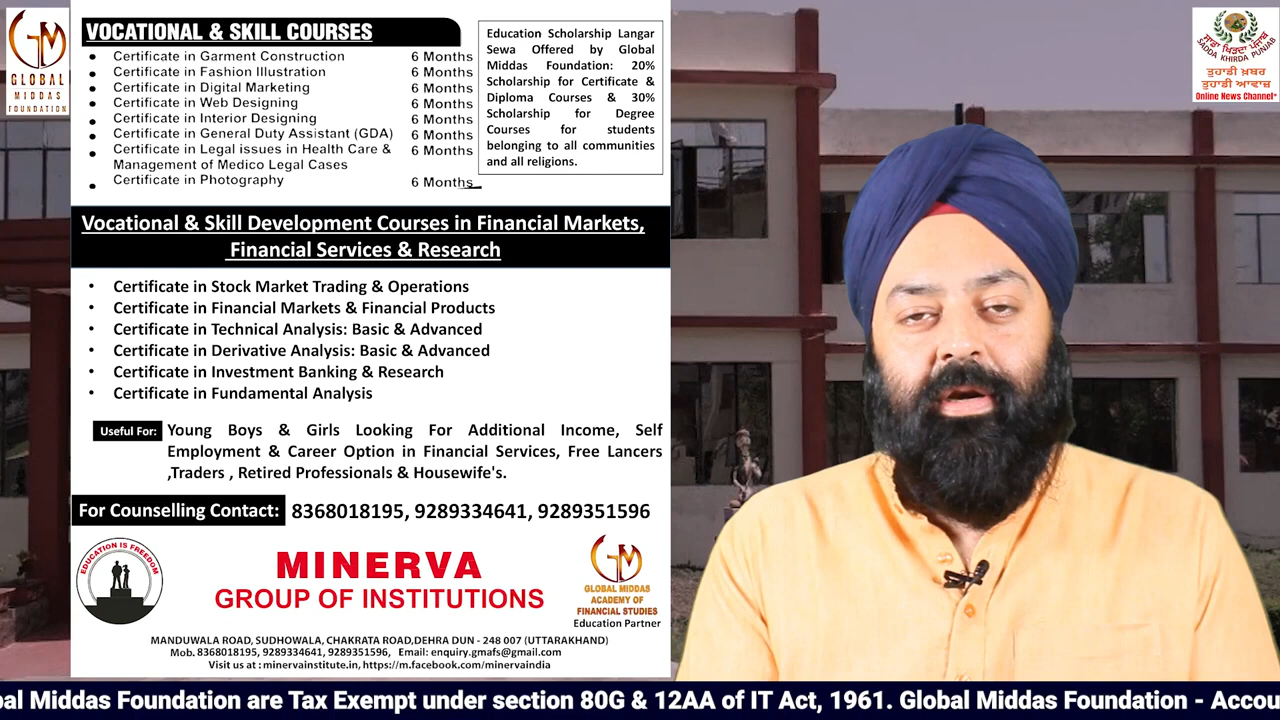 GM
GLOBAL
MIDDAS
FOUNDATION
VOCATIONAL & SKILL COURSES
• Certificate in Garment Construction 6 Months
• Certificate in Fashion Illustration 6 Months
• Certificate in Digital Marketing 6 Months
• Certificate in Web Designing 6 Months
• Certificate in Interior Designing 6 Months
• Certificate in General Duty Assistant (GDA) 6 Months
• Certificate in Legal issues in Health Care & 6 Months
Management of Medico Legal Cases
• Certificate in Photography 6 Months
Education Scholarship Langar
Sewa Offered by Global
Middas Foundation: 20%
Scholarship for Certificate &
Diploma Courses & 30%
Scholarship for Degree
Courses for students
belonging to all communities
and all religions.
ਸਾਡਾ ਖਿੜਦਾ ਪੰਜਾਬ
SADDA KHIRDA PUNJAB
ਤੁਹਾਡੀ ਖ਼ਬਰ
ਤੁਹਾਡੀ ਆਵਾਜ਼
Online News Channel*
Vocational & Skill Development Courses in Financial Markets,
Financial Services & Research
• Certificate in Stock Market Trading & Operations
• Certificate in Financial Markets & Financial Products
• Certificate in Technical Analysis: Basic & Advanced
• Certificate in Derivative Analysis: Basic & Advanced
• Certificate in Investment Banking & Research
• Certificate in Fundamental Analysis
Useful For: Young Boys & Girls Looking For Additional Income, Self
Employment & Career Option in Financial Services, Free Lancers
,Traders , Retired Professionals & Housewife's.
For Counselling Contact: 8368018195, 9289334641, 9289351596
EDUCATION IS FREEDOM
MINERVA
GROUP OF INSTITUTIONS
GM
GLOBAL MIDDAS
ACADEMY OF
FINANCIAL STUDIES
Education Partner
MANDUWALA ROAD, SUDHOWALA, CHAKRATA ROAD,DEHRA DUN - 248 007 (UTTARAKHAND)
Mob. 8368018195, 9289334641, 9289351596, Email: enquiry.gmafs@gmail.com
Visit us at : minervainstitute.in, https://m.facebook.com/minervaindia
bal Middas Foundation are Tax Exempt under section 80G & 12AA of IT Act, 1961. Global Middas Foundation - Accou